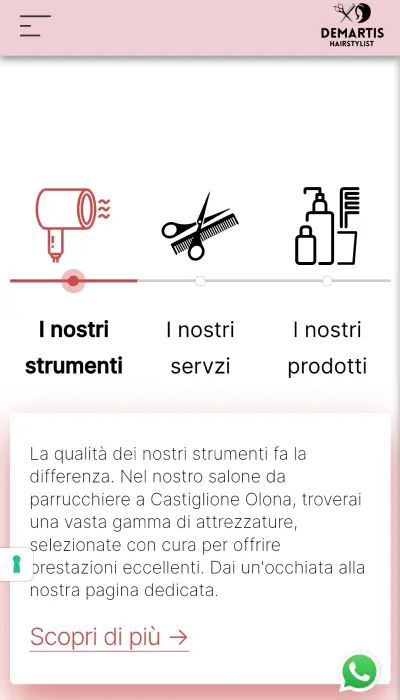 DEMARTIS
HAIRSTYLIST
I nostri
strumenti
I nostri
servzi
I nostri
prodotti
La qualità dei nostri strumenti fa la
differenza. Nel nostro salone da
parrucchiere a Castiglione Olona, troverai
una vasta gamma di attrezzature,
selezionate con cura per offrire
prestazioni eccellenti. Dai un'occhiata alla
nostra pagina dedicata.
Scopri di più →